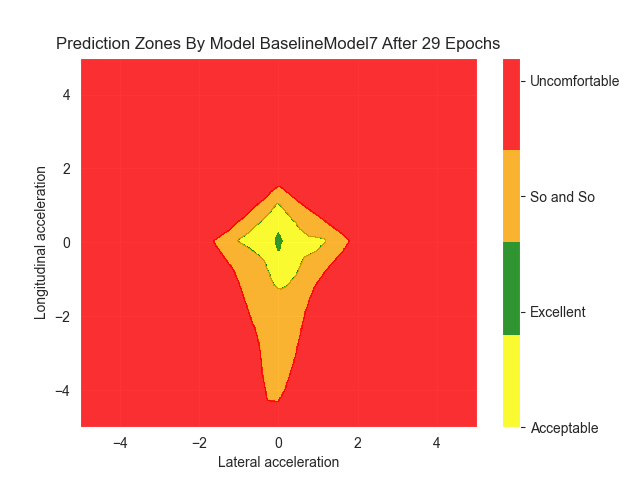 Prediction Zones By Model BaselineModel7 After 29 Epochs
4
2
0
−2
−4
−4
−2
0
2
4
Longitudinal acceleration
Lateral acceleration
Uncomfortable
So and So
Excellent
Acceptable